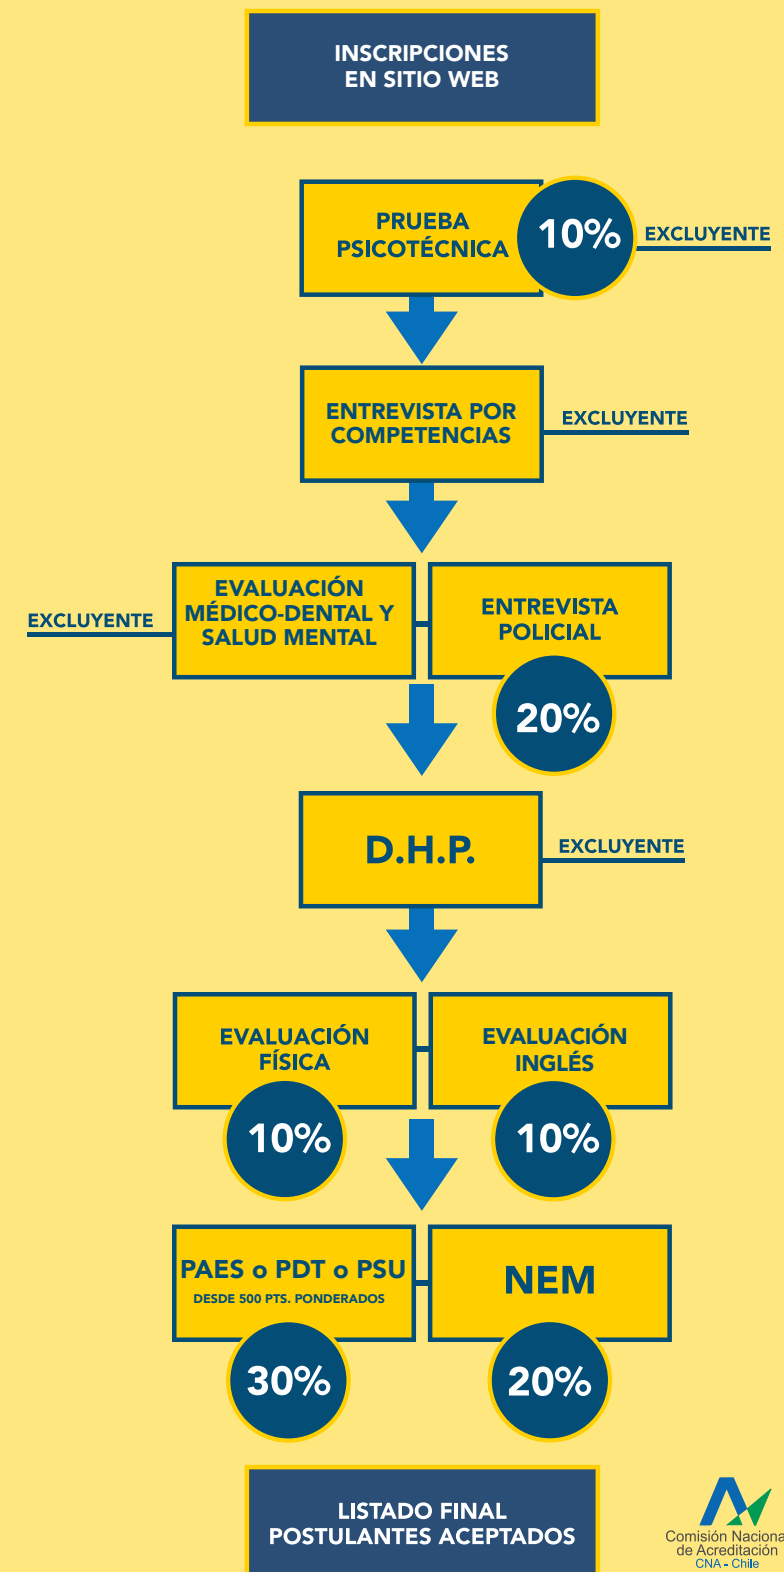 INSCRIPCIONES
EN SITIO WEB
PRUEBA
PSICOTÉCNICA
10%
EXCLUYENTE
ENTREVISTA POR
COMPETENCIAS
EXCLUYENTE
EXCLUYENTE
EVALUACIÓN
MÉDICO-DENTAL Y
SALUD MENTAL
ENTREVISTA
POLICIAL
20%
D.H.P.
EXCLUYENTE
EVALUACIÓN
FÍSICA
10%
EVALUACIÓN
INGLÉS
10%
PAES o PDT o PSU
DESDE 500 PTS. PONDERADOS
30%
NEM
20%
LISTADO FINAL
POSTULANTES ACEPTADOS
Comisión Nacional
de Acreditación
CNA - Chile